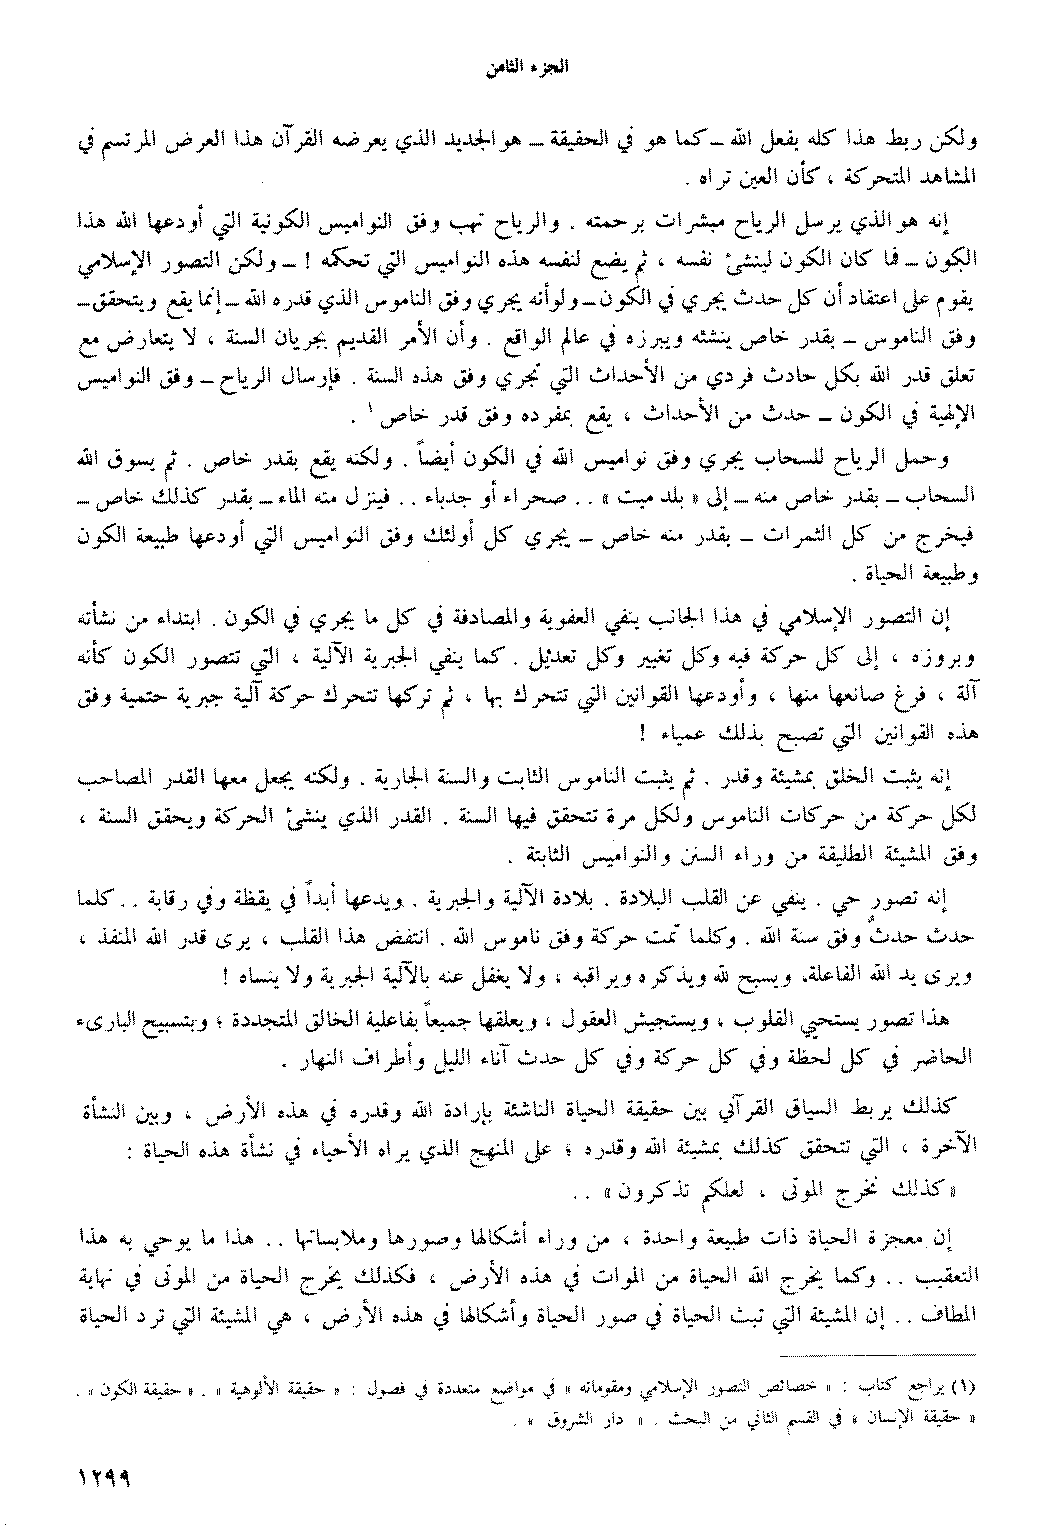 الجزء الثامن
ولكن ربط هذا كله بفعل الله – كما هو في الحقيقة – هو الجديد الذي يعرضه القرآن هذا العرض المرتسم في
المشاهد المتحركة ، كأن العين تراه .
إنه هو الذي يرسل الرياح مبشرات برحمته . والرياح تهب وفق النواميس الكونية التي أودعها الله هذا
الكون – فما كان الكون لينشئ نفسه ، ثم يضع لنفسه هذه النواميس التي تحكمه ! – ولكن التصور الإسلامي
يقوم على اعتقاد أن كل حدث يجري في الكون – ولو أنه يجري وفق الناموس الذي قدره الله – إنما يقع ويتحقق –
وفق الناموس – بقدر خاص ينشئه ويبرزه في عالم الواقع . وأن الأمر القديم بجريان السنة ، لا يتعارض مع
تعلق قدر الله بكل حادث فردي من الأحداث التي تجري وفق هذه السنة . فإرسال الرياح – وفق النواميس
الإلهية في الكون – حدث من الأحداث ، يقع بمفرده وفق قدر خاص ١ .
وحمل الرياح للسحاب يجري وفق نواميس الله في الكون أيضاً . ولكنه يقع بقدر خاص . ثم يسوق الله
السحاب – بقدر خاص منه – إلى « بلد ميت » .. صحراء أو جدباء .. فينزل منه الماء – بقدر كذلك خاص –
فيخرج من كل الثمرات – بقدر منه خاص – يجري كل أولئك وفق النواميس التي أودعها طبيعة الكون
وطبيعة الحياة .
إن التصور الإسلامي في هذا الجانب ينفي العفوية والمصادفة في كل ما يجري في الكون . ابتداء من نشأته
وبروزه ، إلى كل حركة فيه وكل تغيير وكل تعديل . كما ينفي الجبرية الآلية ، التي تتصور الكون كأنه
آلة ، فرغ صانعها منها ، وأودعها القوانين التي تتحرك بها ، ثم تركها تتحرك حركة آلية جبرية حتمية وفق
هذه القوانين التي تصبح بذلك عمياء !
إنه يثبت الخلق بمشيئة وقدر . ثم يثبت الناموس الثابت والسنة الجارية . ولكنه يجعل معها القدر المصاحب
لكل حركة من حركات الناموس ولكل مرة تتحقق فيها السنة . القدر الذي ينشئ الحركة ويحقق السنة ،
وفق المشيئة الطليقة من وراء السنن والنواميس الثابتة .
إنه تصور حي . ينفي عن القلب البلادة . بلادة الآلية والجبرية . ويدعها أبداً في يقظة وفي رقابة .. كلما
حدث حدثٌ وفق سنة الله . وكلما تمت حركة وفق ناموس الله . انتفض هذا القلب ، يرى قدر الله المنفذ ،
ويرى يد الله الفاعلة، ويسبح لله ويذكره ويراقبه ، ولا يغفل عنه بالآلية الجبرية ولا ينساه !
هذا تصور يستحيي القلوب ، ويستجيش العقول ، ويعلقها جميعاً بفاعلية الخالق المتجددة ؛ وبتسبيح البارىء
الحاضر في كل لحظة وفي كل حركة وفي كل حدث آناء الليل وأطراف النهار .
كذلك يربط السياق القرآني بين حقيقة الحياة الناشئة بإرادة الله وقدره في هذه الأرض ، وبين النشأة
الآخرة ، التي تتحقق كذلك بمشيئة الله وقدره ؛ على المنهج الذي يراه الأحياء في نشأة هذه الحياة :
« كذلك نخرج الموتى ، لعلكم تذكرون » ..
إن معجزة الحياة ذات طبيعة واحدة ، من وراء أشكالها وصورها وملابساتها .. هذا ما يوحي به هذا
التعقيب .. وكما يخرج الله الحياة من الموات في هذه الأرض ، فكذلك يخرج الحياة من الموتى في نهاية
المطاف .. إن المشيئة التي تبث الحياة في صور الحياة وأشكالها في هذه الأرض ، هي المشيئة التي ترد الحياة
(١) يراجع كتاب : « خصائص التصور الإسلامي ومقوماته » في مواضع متعددة في فصول : « حقيقة الألوهية » . « حقيقة الكون » .
« حقيقة الإنسان » في القسم الثاني من البحث . « دار الشروق » .
١٢٩٩